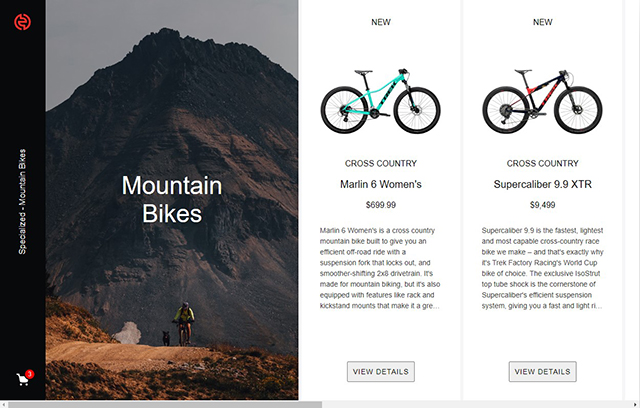 Specialized - Mountain Bikes
3
Mountain
Bikes
NEW
TREK
CROSS COUNTRY
Marlin 6 Women's
$699.99
Marlin 6 Women's is a cross country
mountain bike built to give you an
efficient off-road ride with a
suspension fork that locks out, and
smoother-shifting 2x8 drivetrain. It's
made for mountain biking, but it's also
equipped with features like rack and
kickstand mounts that make it a gre...
VIEW DETAILS
NEW
TREK
CROSS COUNTRY
Supercaliber 9.9 XTR
$9,499
Supercaliber 9.9 is the fastest, lightest
and most capable cross-country race
bike we make – and that's exactly why
it's Trek Factory Racing's World Cup
bike of choice. The exclusive IsoStrut
top tube shock is the cornerstone of
Supercaliber's efficient suspension
system, giving you a fast and light ri...
VIEW DETAILS